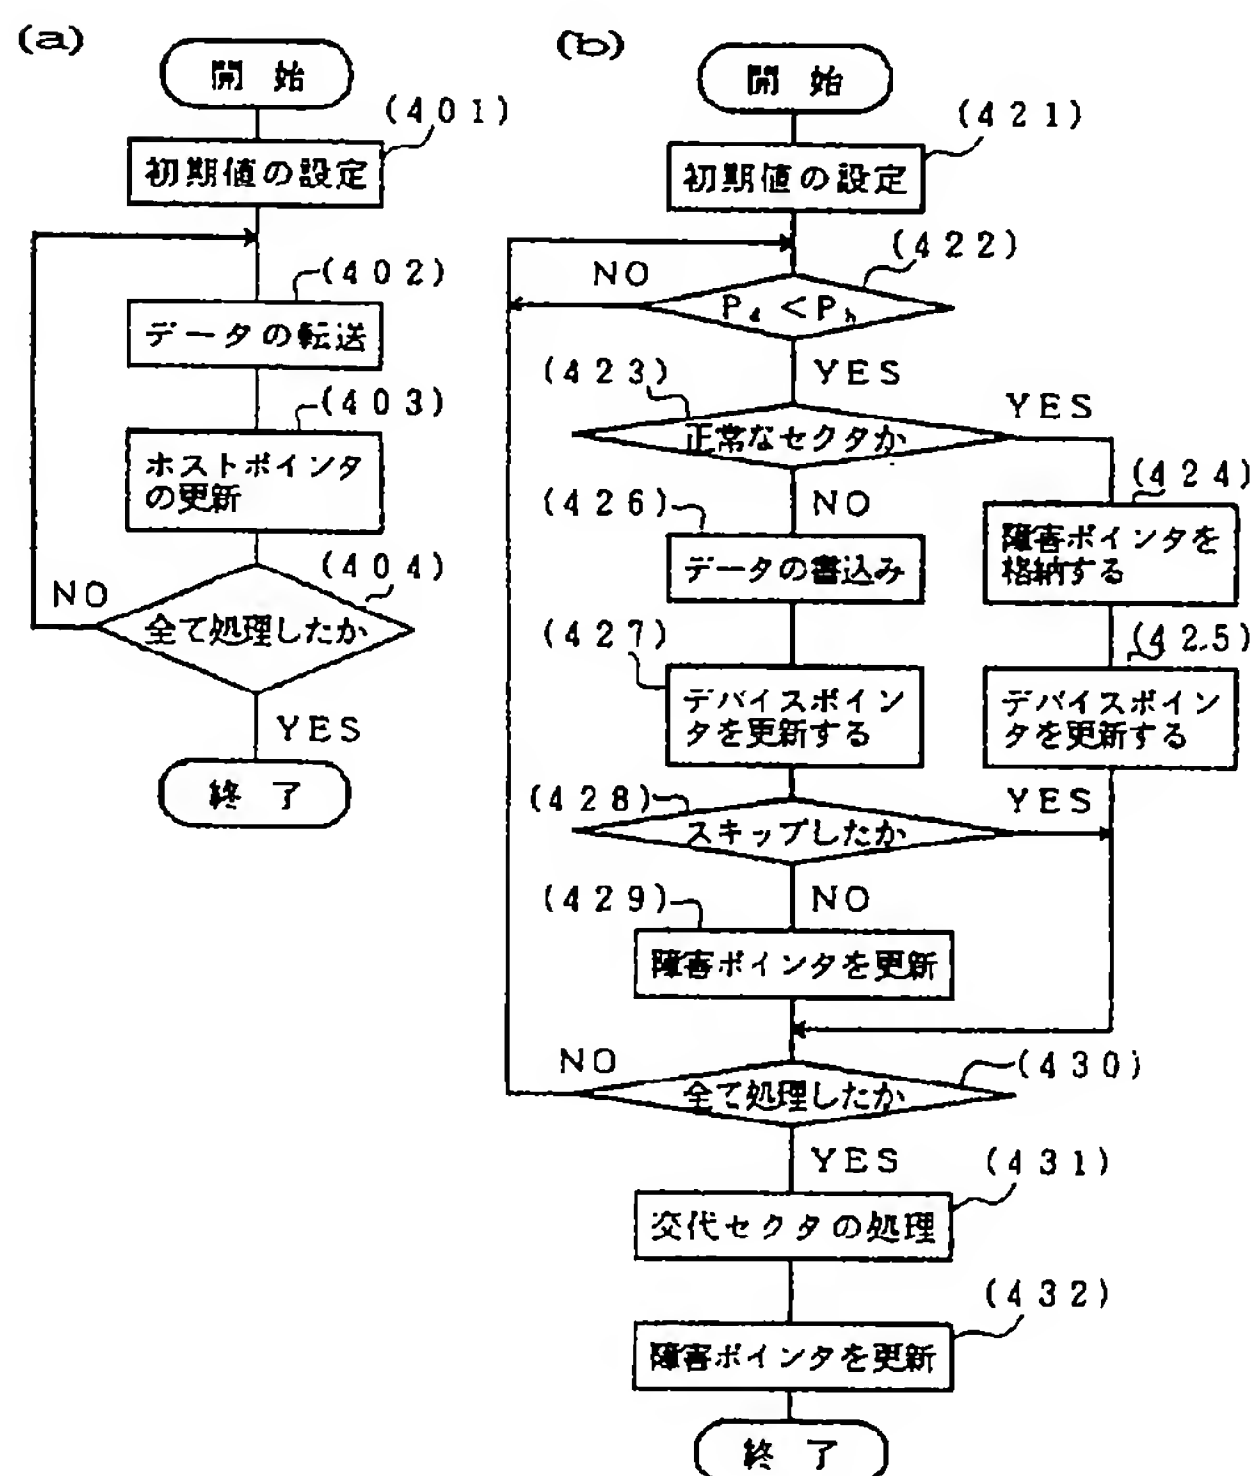 (a)
開 始
(401)
初期値の設定
(402)
データの転送
(403)
ホストポインタ
の更新
(404)
NO
全て処理したか
YES
終 了
(b)
開 始
(421)
初期値の設定
(422)
NO
Pd <Ph
YES
(423)
YES
正常なセクタか
(424)
NO
(426)
障害ポインタを
格納する
データの書込み
(427)
(425)
デバイスポイン
タを更新する
デバイスポイン
タを更新する
(428)
YES
スキップしたか
NO
(429)
障害ポインタを更新
NO
(430)
全て処理したか
YES
(431)
交代セクタの処理
(432)
障害ポインタを更新
終 了